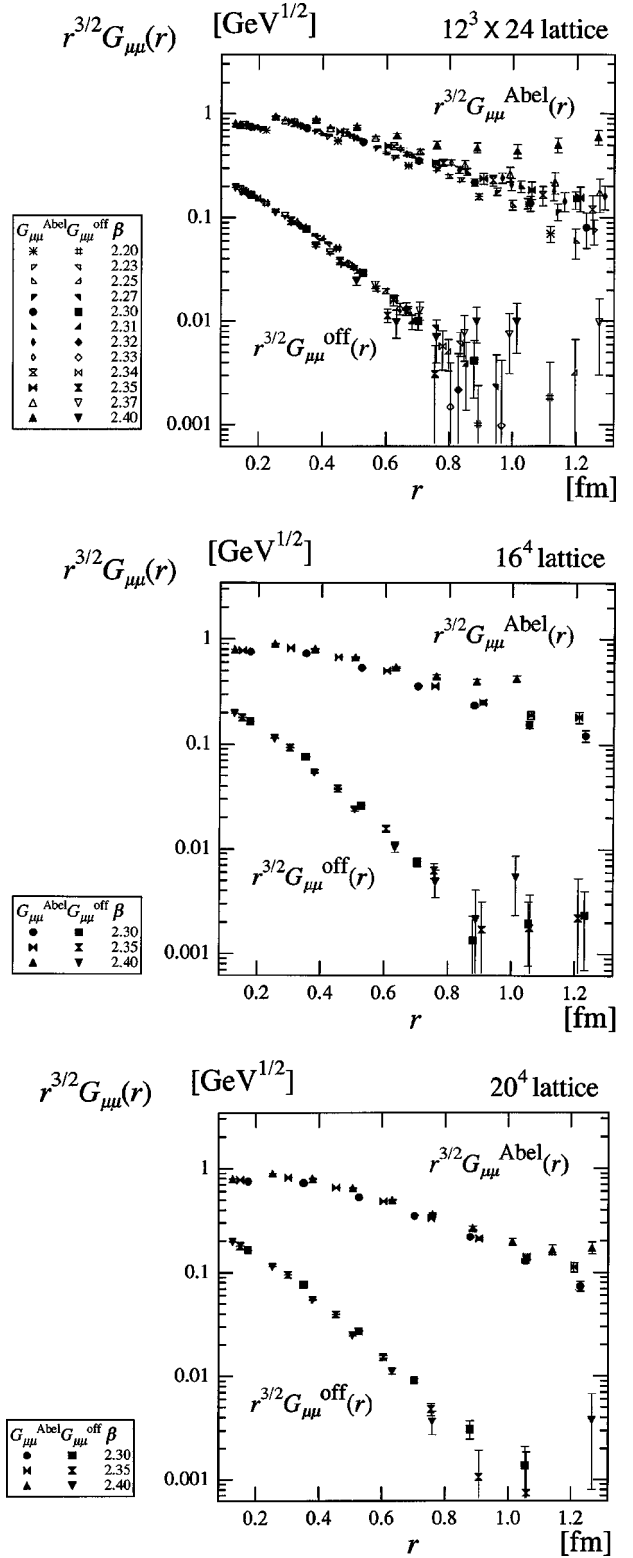 r^{3/2}G_{μμ}(r) [GeV^{1/2}] 12^3 X 24 lattice
r^{3/2}G_{μμ}^{Abel}(r)
1
0.1
0.01
0.001
r^{3/2}G_{μμ}^{off}(r)
G_{μμ}^{Abel} G_{μμ}^{off} β
2.20
2.23
2.25
2.27
2.30
2.31
2.32
2.33
2.34
2.35
2.37
2.40
0.2 0.4 0.6 0.8 1.0 1.2
r [fm]
r^{3/2}G_{μμ}(r) [GeV^{1/2}] 16^4 lattice
r^{3/2}G_{μμ}^{Abel}(r)
1
0.1
0.01
0.001
r^{3/2}G_{μμ}^{off}(r)
G_{μμ}^{Abel} G_{μμ}^{off} β
2.30
2.35
2.40
0.2 0.4 0.6 0.8 1.0 1.2
r [fm]
r^{3/2}G_{μμ}(r) [GeV^{1/2}] 20^4 lattice
r^{3/2}G_{μμ}^{Abel}(r)
1
0.1
0.01
0.001
r^{3/2}G_{μμ}^{off}(r)
G_{μμ}^{Abel} G_{μμ}^{off} β
2.30
2.35
2.40
0.2 0.4 0.6 0.8 1.0 1.2
r [fm]